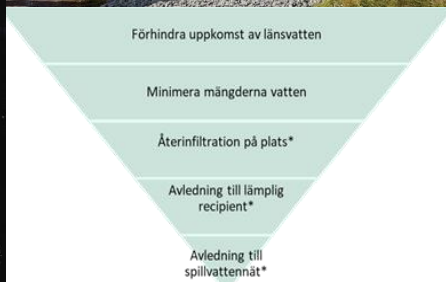 Förhindra uppkomst av länsvatten
Minimera mängderna vatten
Återinfiltration på plats*
Avledning till lämplig
recipient*
Avledning till
spillvattennät*